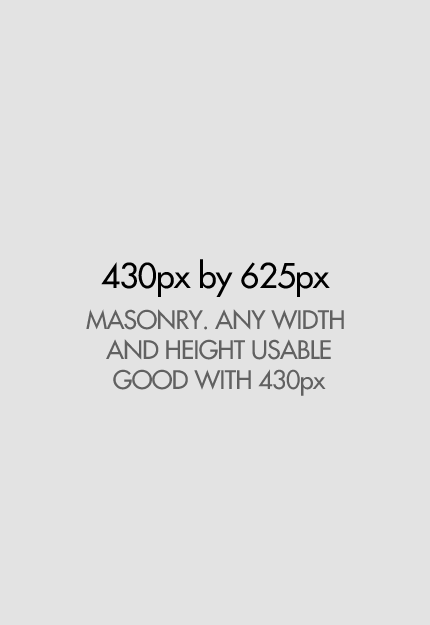 430px by 625px
MASONRY. ANY WIDTH
AND HEIGHT USABLE
GOOD WITH 430px